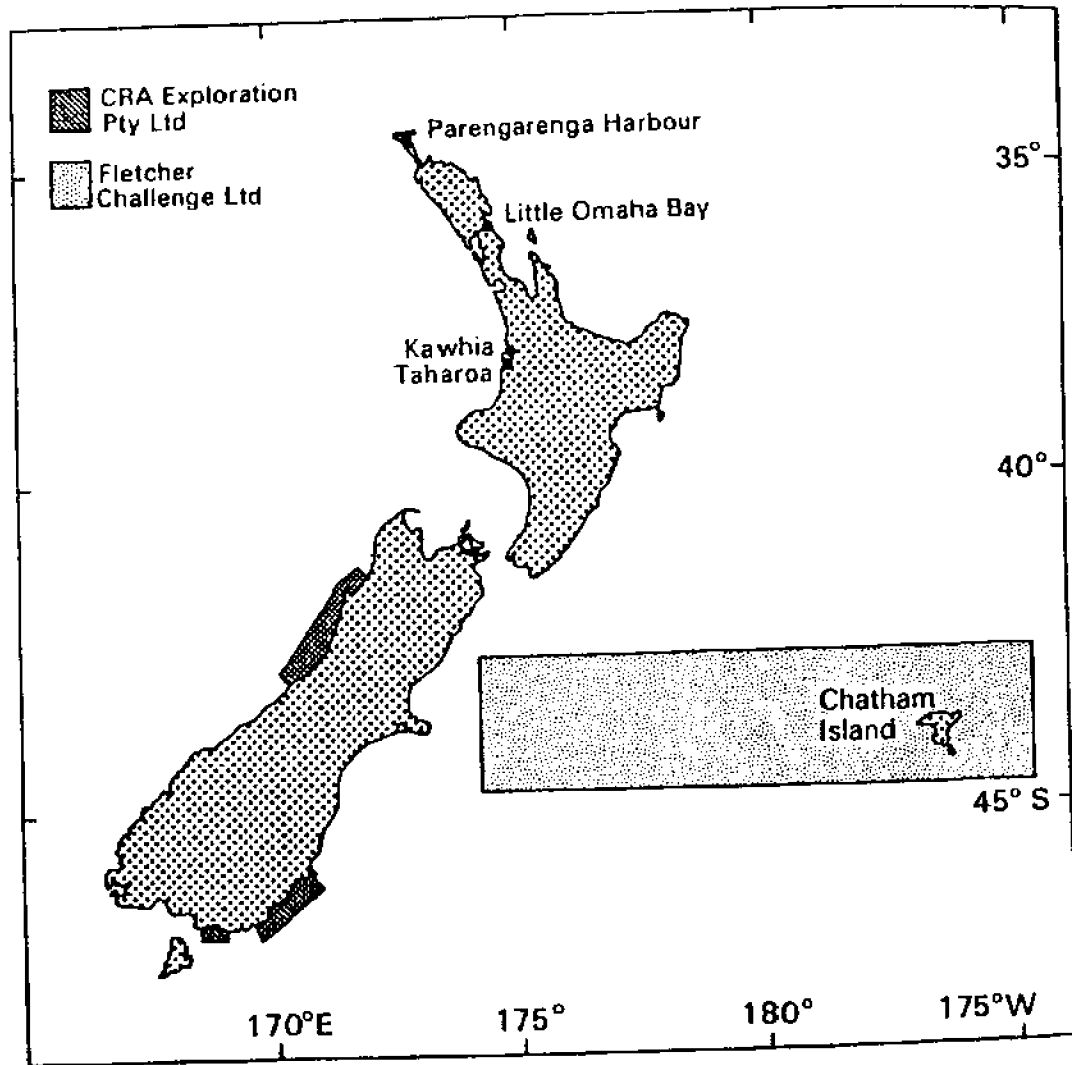 CRA Exploration
Pty Ltd
Fletcher
Challenge Ltd
Parengarenga Harbour
35°
Little Omaha Bay
Kawhia
Taharoa
40°
Chatham
Island
45° S
170°E
175°
180°
175°W